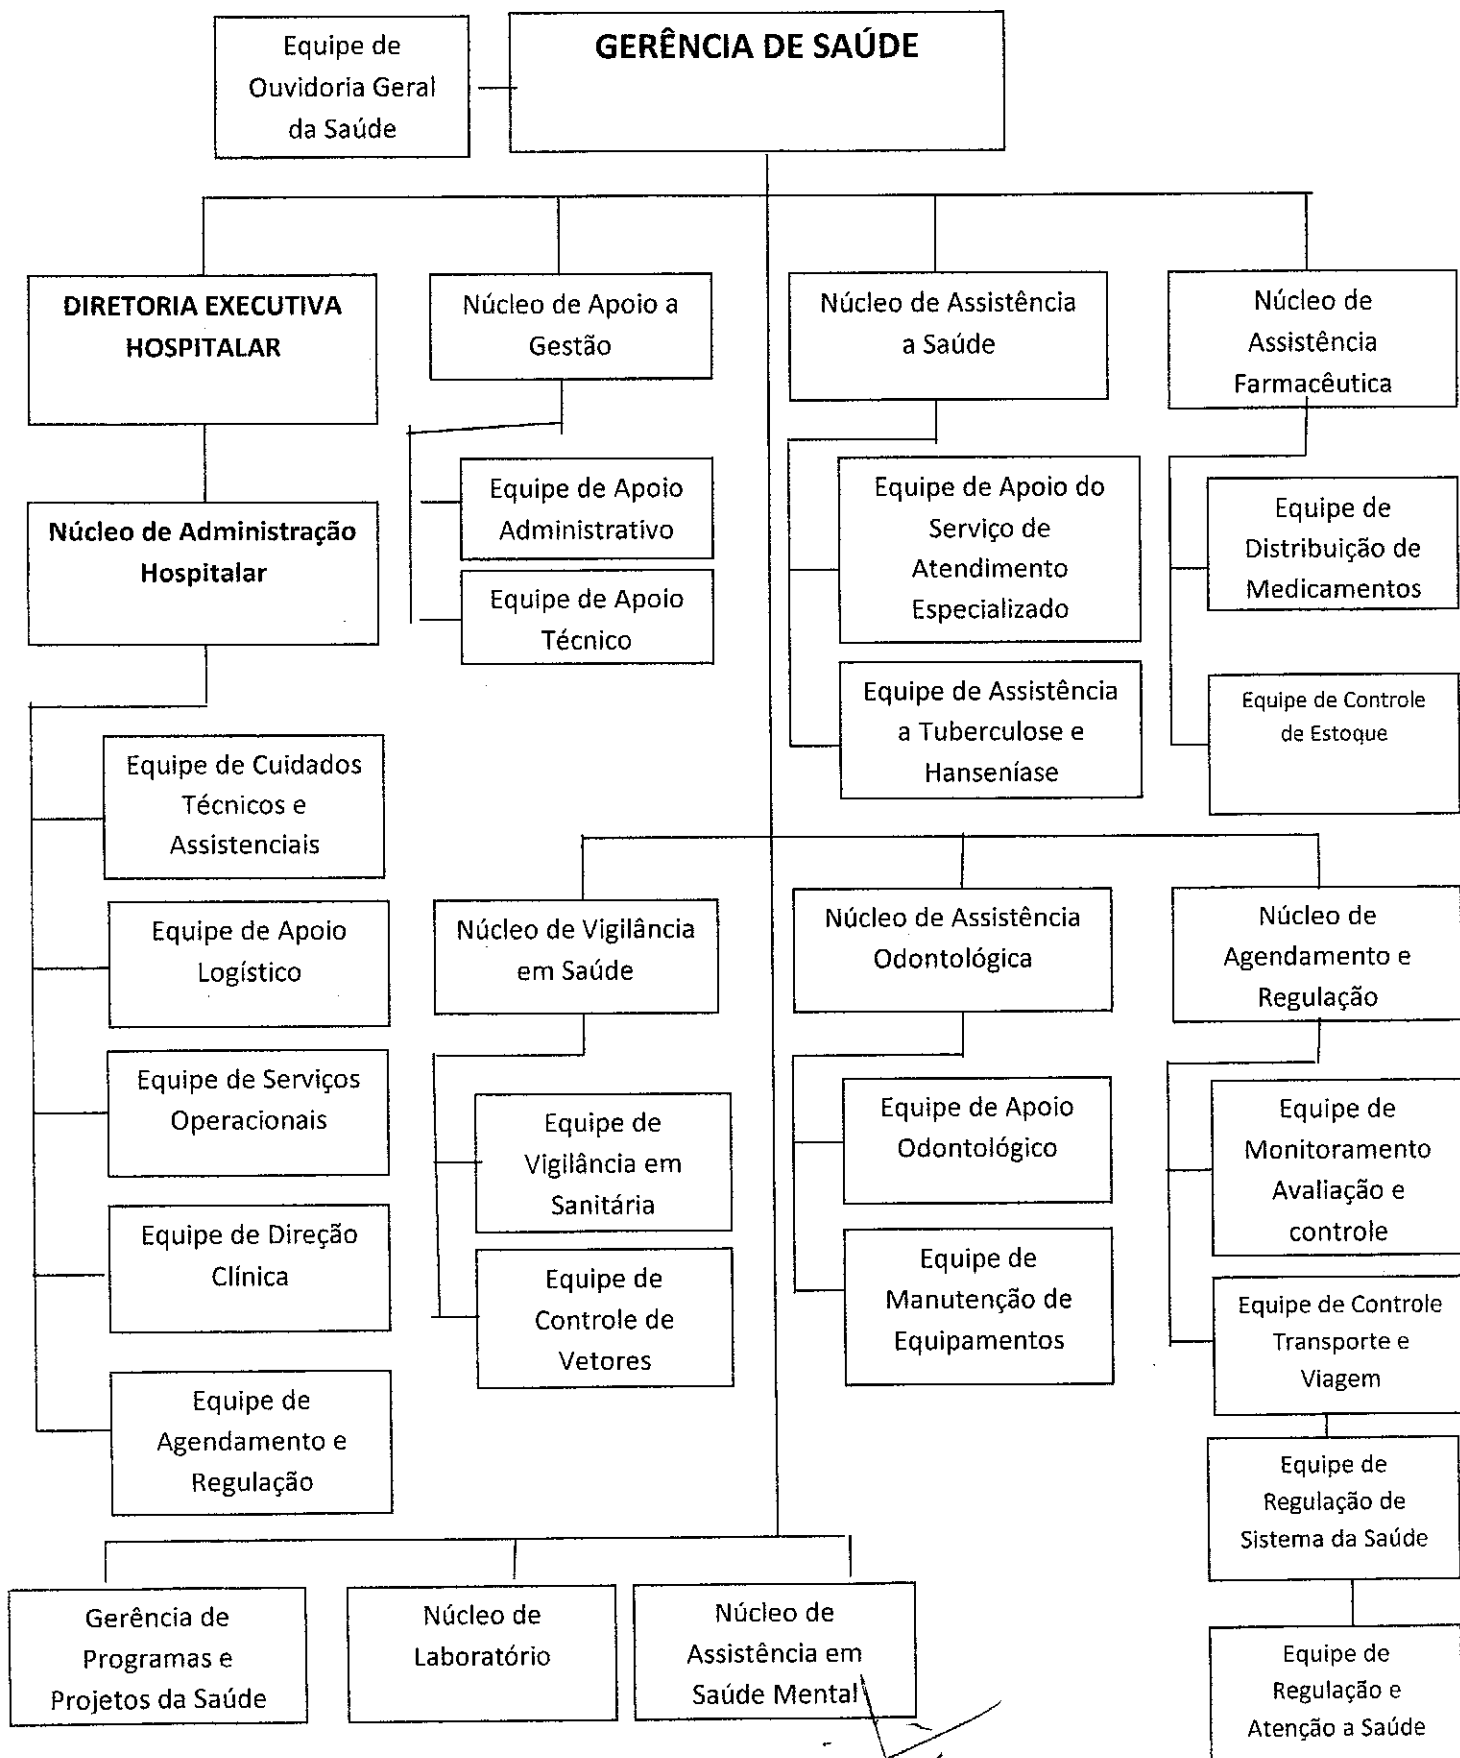 Equipe de
Ouvidoria Geral
da Saúde
GERÊNCIA DE SAÚDE
DIRETORIA EXECUTIVA
HOSPITALAR
Núcleo de Apoio a
Gestão
Núcleo de Assistência
a Saúde
Núcleo de
Assistência
Farmacêutica
Núcleo de Administração
Hospitalar
Equipe de Apoio
Administrativo
Equipe de Apoio
Técnico
Equipe de Apoio do
Serviço de
Atendimento
Especializado
Equipe de Assistência
a Tuberculose e
Hanseníase
Equipe de
Distribuição de
Medicamentos
Equipe de Controle
de Estoque
Equipe de Cuidados
Técnicos e
Assistenciais
Equipe de Apoio
Logístico
Equipe de Serviços
Operacionais
Equipe de Direção
Clínica
Equipe de
Agendamento e
Regulação
Núcleo de Vigilância
em Saúde
Equipe de
Vigilância em
Sanitária
Equipe de
Controle de
Vetores
Núcleo de Assistência
Odontológica
Equipe de Apoio
Odontológico
Equipe de
Manutenção de
Equipamentos
Núcleo de
Agendamento e
Regulação
Equipe de
Monitoramento
Avaliação e
controle
Equipe de Controle
Transporte e
Viagem
Equipe de
Regulação de
Sistema da Saúde
Equipe de
Regulação e
Atenção a Saúde
Gerência de
Programas e
Projetos da Saúde
Núcleo de
Laboratório
Núcleo de
Assistência em
Saúde Mental